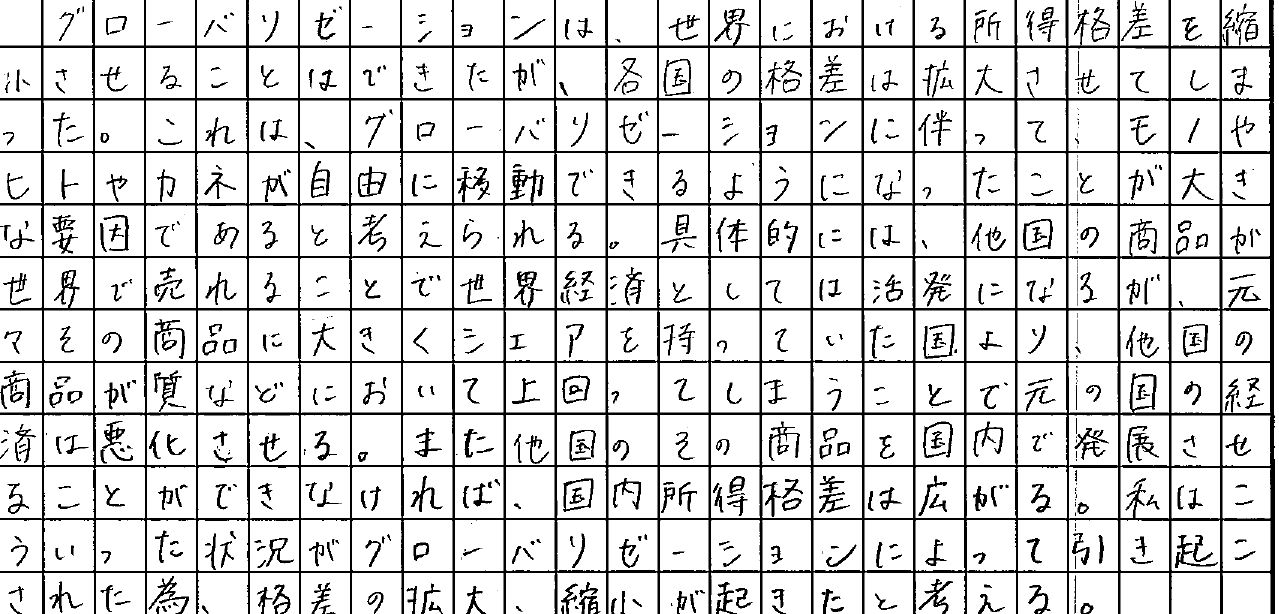 グローバリゼーションは、世界における所得格差を縮
小させることはできたが、各国の格差は拡大させてしま
った。これは、グローバリゼーションに伴って、モノや
ヒトやカネが自由に移動できるようになったことが大き
な要因であると考えられる。具体的には、他国の商品が
世界で売れることで世界経済としては活発になるが、元
々その商品に大きくシェアを持っていた国より、他国の
商品が質などにおいて上回ってしまうことで元の国の経
済は悪化させる。また他国のその商品を国内で発展させ
ることができなければ、国内所得格差は広がる。私はこ
ういった状況がグローバリゼーションによって引き起こ
された為、格差の拡大、縮小が起きたと考える。